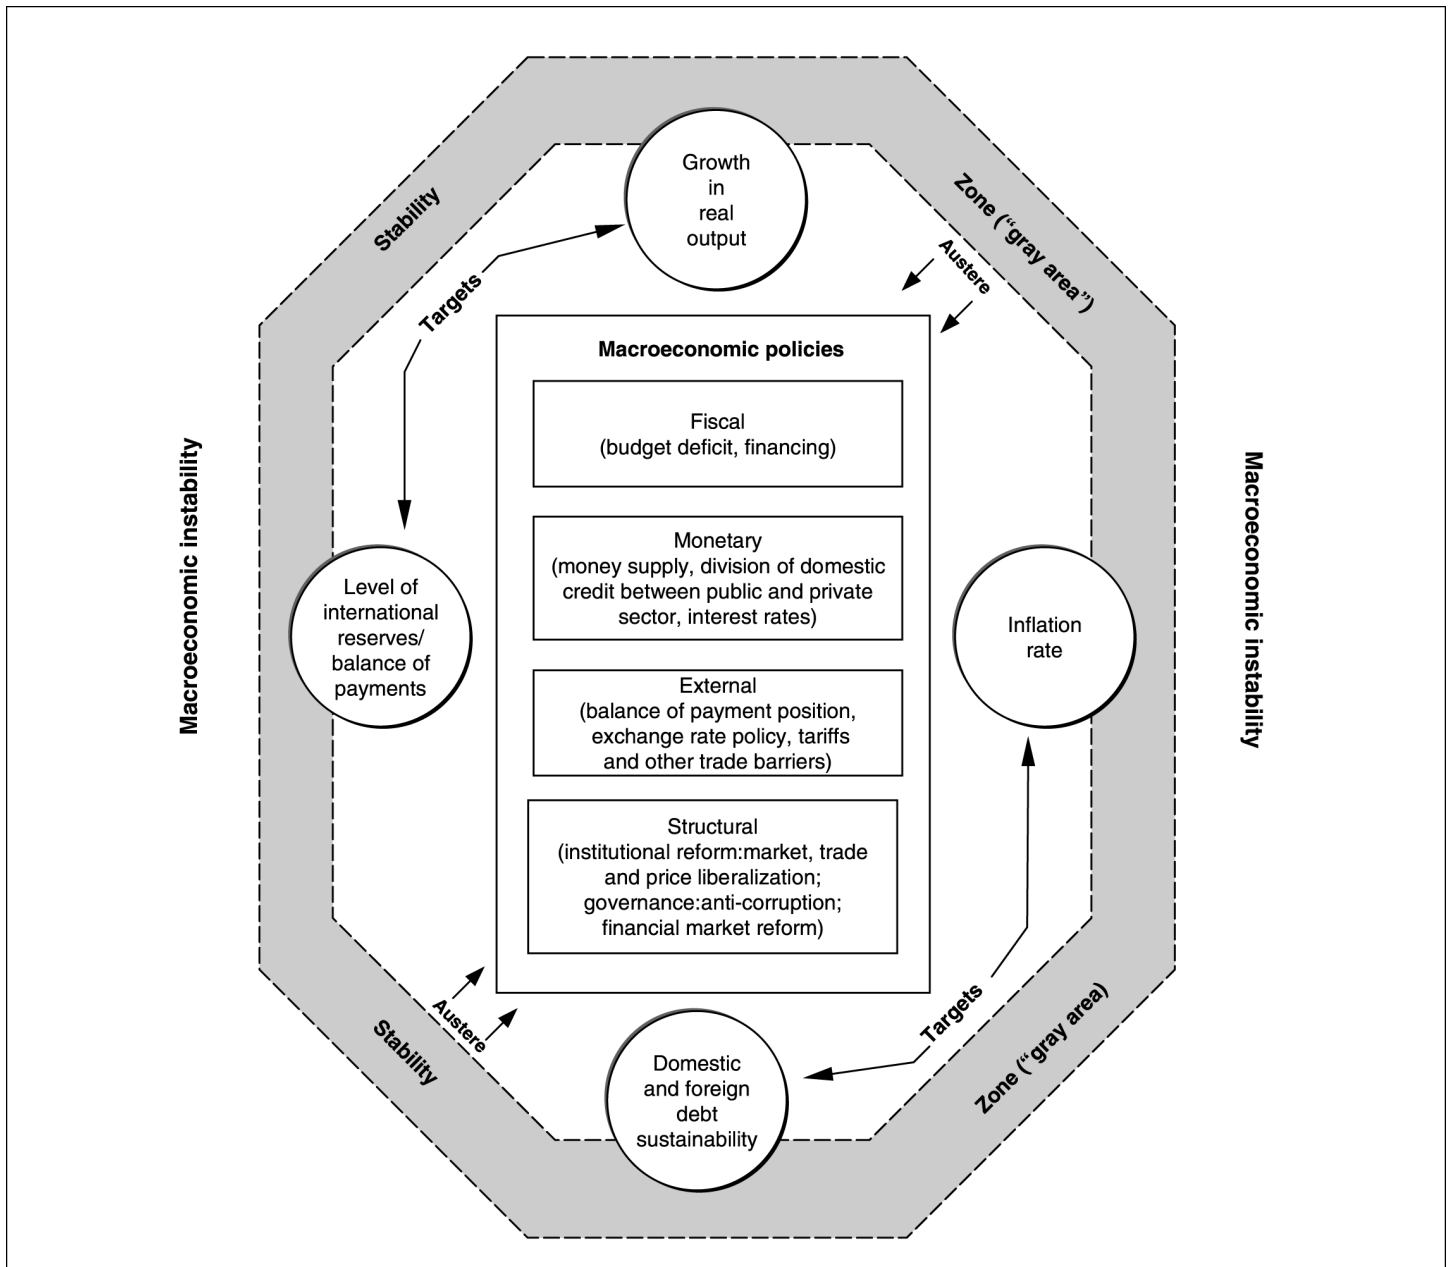 Growth
in
real
output
Stability
Zone (“gray area”)
Targets
Austere
Macroeconomic policies
Fiscal
(budget deficit, financing)
Monetary
(money supply, division of domestic
credit between public and private
sector, interest rates)
External
(balance of payment position,
exchange rate policy, tariffs
and other trade barriers)
Structural
(institutional reform:market, trade
and price liberalization;
governance:anti-corruption;
financial market reform)
Macroeconomic instability
Level of
international
reserves/
balance of
payments
Inflation
rate
Macroeconomic instability
Austere
Stability
Targets
Zone (“gray area)
Domestic
and foreign
debt
sustainability